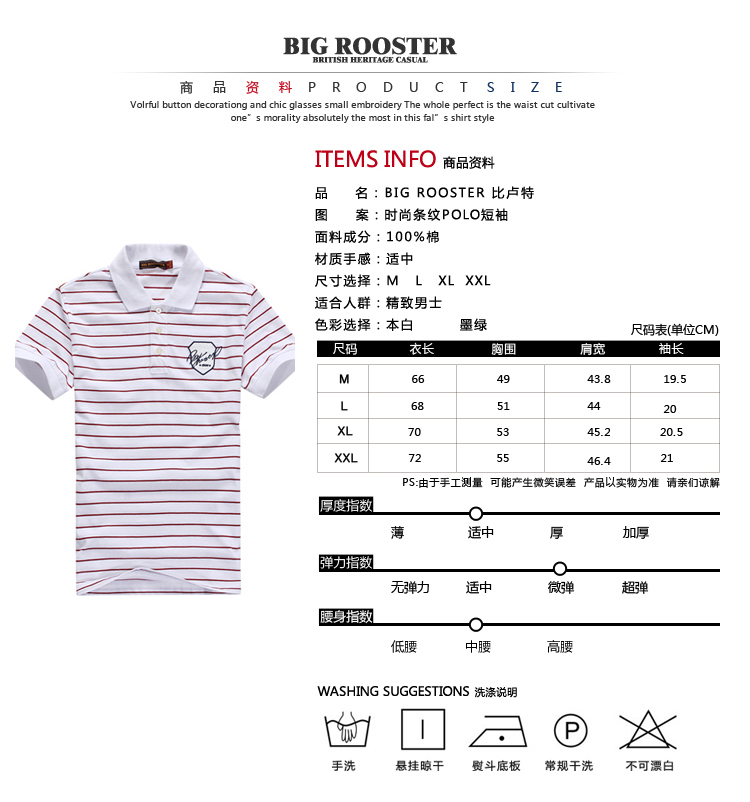 BIG ROOSTER
BRITISH HERITAGE CASUAL
商 品 资 料 P R O D U C T S I Z E
Volrful button decorationg and chic glasses small embroidery The whole perfect is the waist cut cultivate
one”s morality absolutely the most in this fal”s shirt style
ITEMS INFO 商品资料
品 名：BIG ROOSTER 比卢特
图 案：时尚条纹POLO短袖
面料成分：100%棉
材质手感：适中
尺寸选择：M L XL XXL
适合人群：精致男士
色彩选择：本白 墨绿
尺码表(单位CM)
尺码 衣长 胸围 肩宽 袖长
M 66 49 43.8 19.5
L 68 51 44 20
XL 70 53 45.2 20.5
XXL 72 55 46.4 21
PS:由于手工测量 可能产生微笑误差 产品以实物为准 请亲们谅解
厚度指数
薄 适中 厚 加厚
弹力指数
无弹力 适中 微弹 超弹
腰身指数
低腰 中腰 高腰
WASHING SUGGESTIONS 洗涤说明
P
手洗 悬挂晾干 熨斗底板 常规干洗 不可漂白